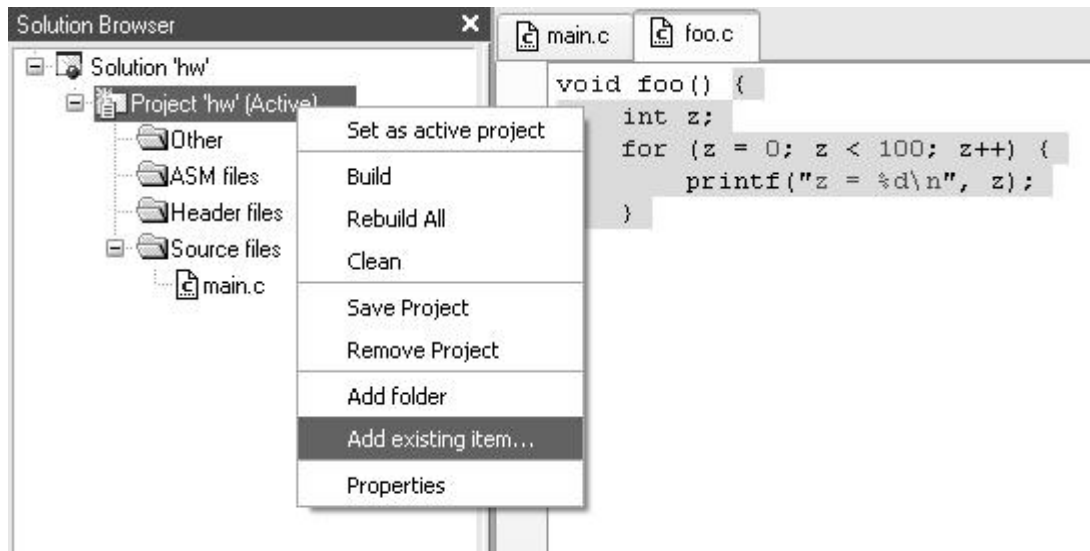 Solution Browser
Solution 'hw'
Project 'hw' (Active)
Other
ASM files
Header files
Source files
main.c
Set as active project
Build
Rebuild All
Clean
Save Project
Remove Project
Add folder
Add existing item...
Properties
main.c
foo.c
void foo() {
int z;
for (z = 0; z < 100; z++) {
printf("z = %d\n", z);
}